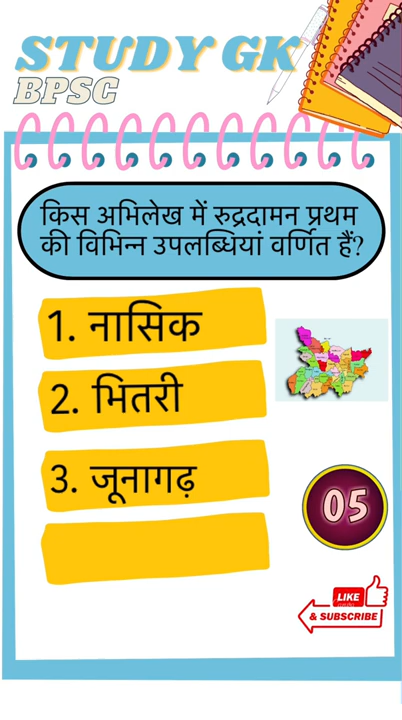 STUDY GK
BPSC
किस अभिलेख में रुद्रदामन प्रथम
की विभिन्न उपलब्धियां वर्णित हैं?
1. नासिक
2. भितरी
3. जूनागढ़
05
LIKE
& SUBSCRIBE